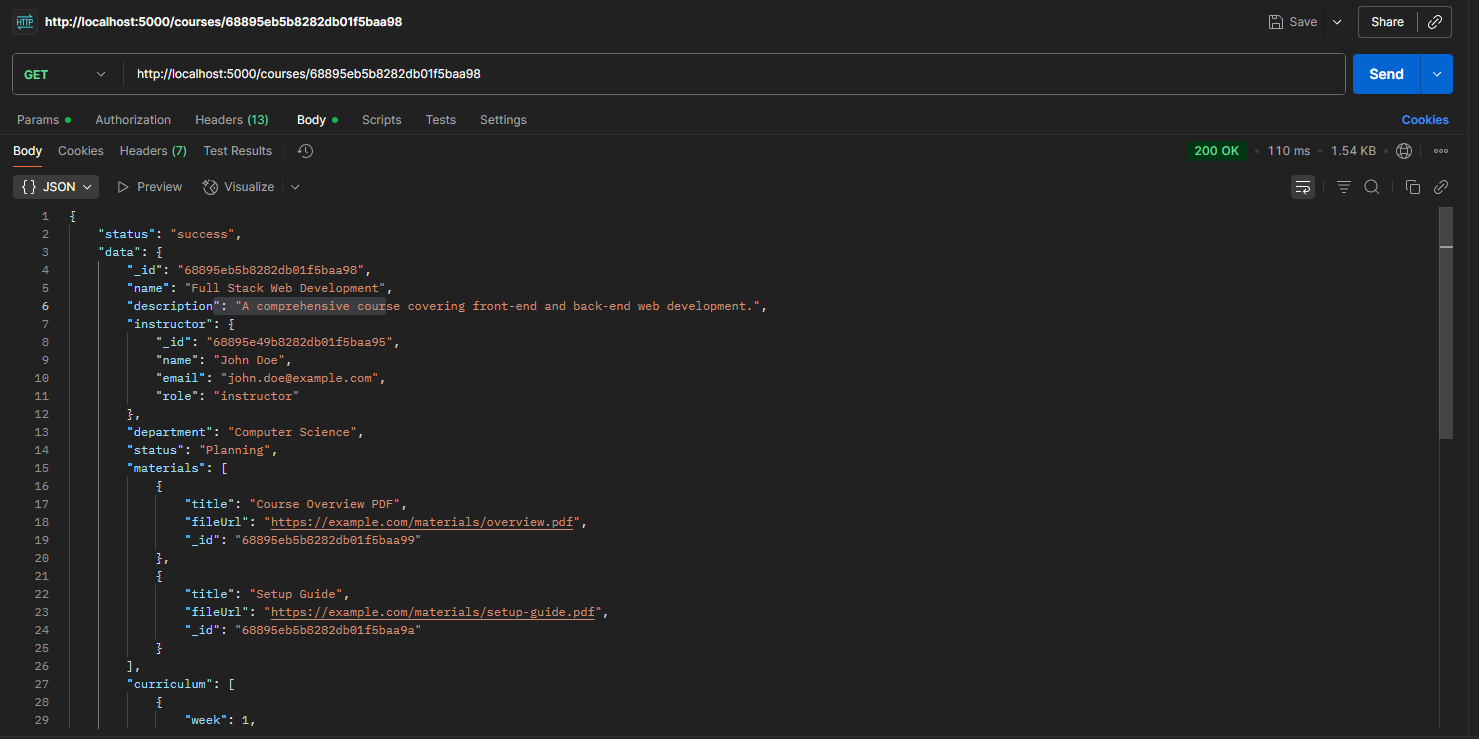 HTTP http://localhost:5000/courses/68895eb5b8282db01f5baa98 Save Share
GET http://localhost:5000/courses/68895eb5b8282db01f5baa98 Send
Params Authorization Headers (13) Body Scripts Tests Settings Cookies
Body Cookies Headers (7) Test Results 200 OK 110 ms 1.54 KB
{} JSON Preview Visualize
1 {
2 "status": "success",
3 "data": {
4 "_id": "68895eb5b8282db01f5baa98",
5 "name": "Full Stack Web Development",
6 "description": "A comprehensive course covering front-end and back-end web development.",
7 "instructor": {
8 "_id": "68895e49b8282db01f5baa95",
9 "name": "John Doe",
10 "email": "john.doe@example.com",
11 "role": "instructor"
12 },
13 "department": "Computer Science",
14 "status": "Planning",
15 "materials": [
16 {
17 "title": "Course Overview PDF",
18 "fileUrl": "https://example.com/materials/overview.pdf",
19 "_id": "68895eb5b8282db01f5baa99"
20 },
21 {
22 "title": "Setup Guide",
23 "fileUrl": "https://example.com/materials/setup-guide.pdf",
24 "_id": "68895eb5b8282db01f5baa9a"
25 }
26 ],
27 "curriculum": [
28 {
29 "week": 1,